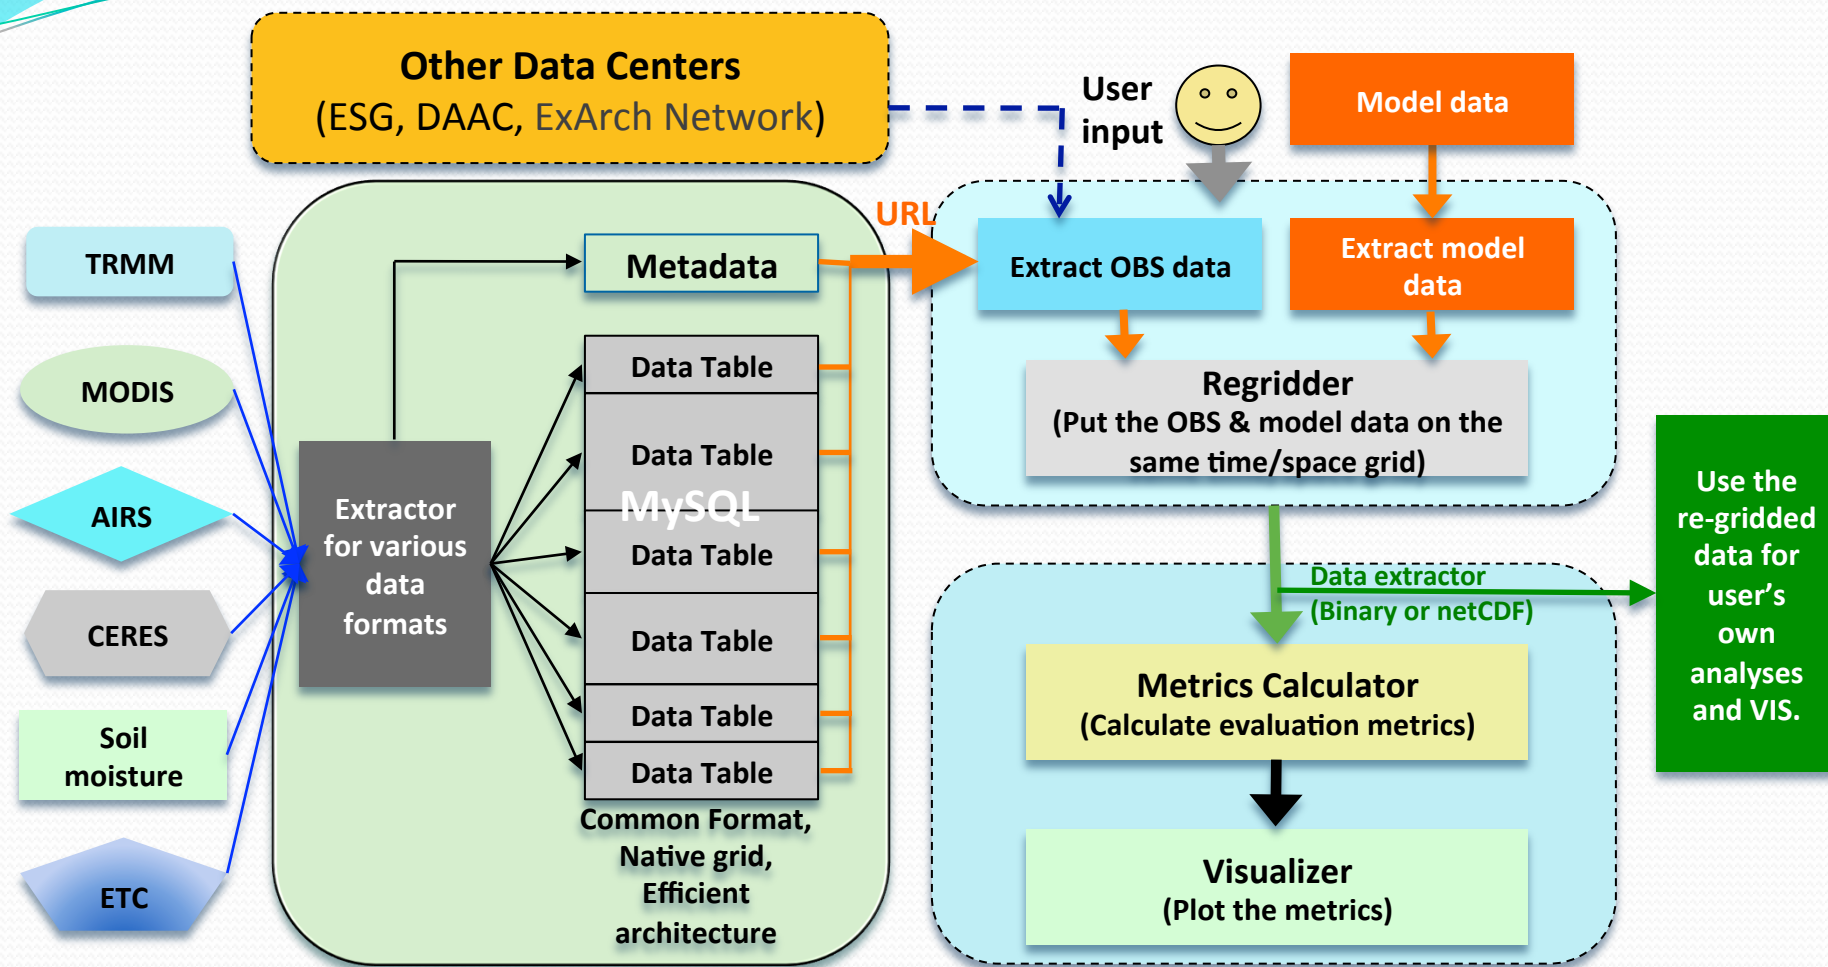 Other Data Centers
(ESG, DAAC, ExArch Network)
User
input
Model data
TRMM
MODIS
AIRS
CERES
Soil
moisture
ETC
Extractor
for various
data
formats
Metadata
Data Table
Data Table
MySQL
Data Table
Data Table
Data Table
Data Table
Common Format,
Native grid,
Efficient
architecture
URL
Extract OBS data
Extract model
data
Regridder
(Put the OBS & model data on the
same time/space grid)
Data extractor
(Binary or netCDF)
Metrics Calculator
(Calculate evaluation metrics)
Visualizer
(Plot the metrics)
Use the
re-gridded
data for
user’s
own
analyses
and VIS.